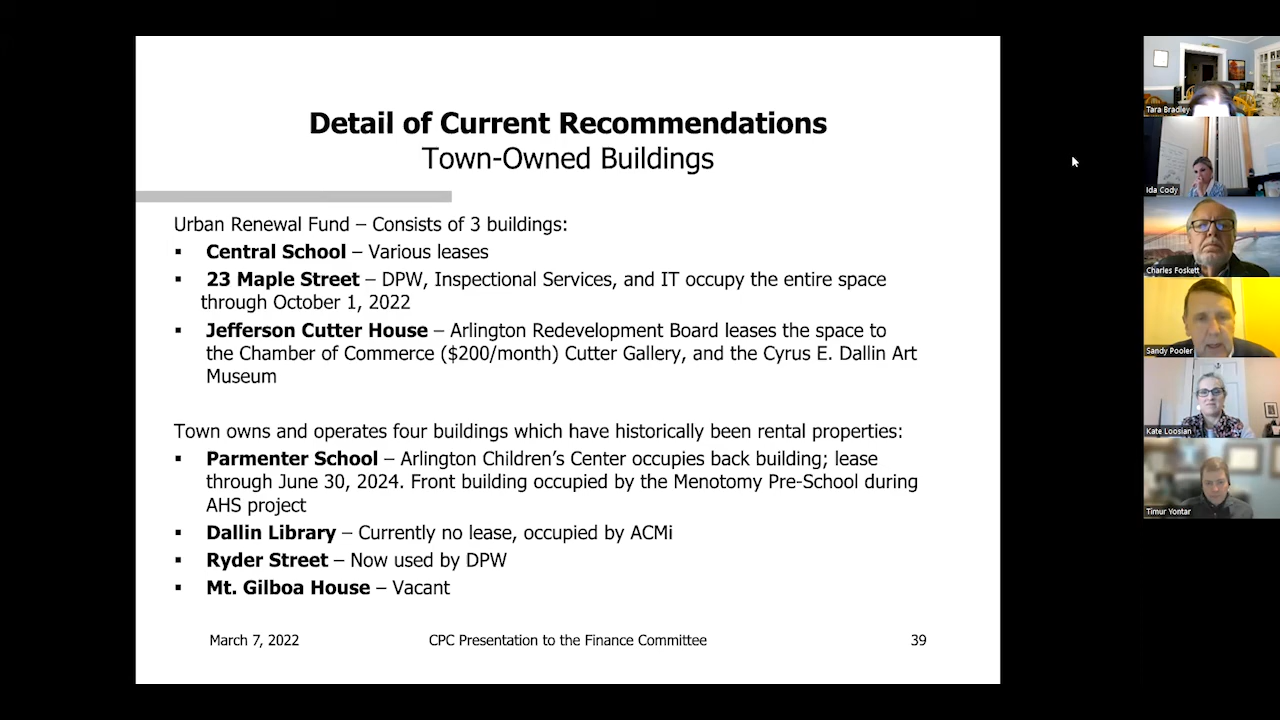 Detail of Current Recommendations
Town-Owned Buildings
Urban Renewal Fund – Consists of 3 buildings:
▪ Central School – Various leases
▪ 23 Maple Street – DPW, Inspectional Services, and IT occupy the entire space
through October 1, 2022
▪ Jefferson Cutter House – Arlington Redevelopment Board leases the space to
the Chamber of Commerce ($200/month) Cutter Gallery, and the Cyrus E. Dallin Art
Museum
Town owns and operates four buildings which have historically been rental properties:
▪ Parmenter School – Arlington Children's Center occupies back building; lease
through June 30, 2024. Front building occupied by the Menotomy Pre-School during
AHS project
▪ Dallin Library – Currently no lease, occupied by ACMi
▪ Ryder Street – Now used by DPW
▪ Mt. Gilboa House – Vacant
March 7, 2022 CPC Presentation to the Finance Committee 39
Tara Bradley
Ida Cody
Charles Foskett
Sandy Pooler
Kate Loosian
Timur Yontar